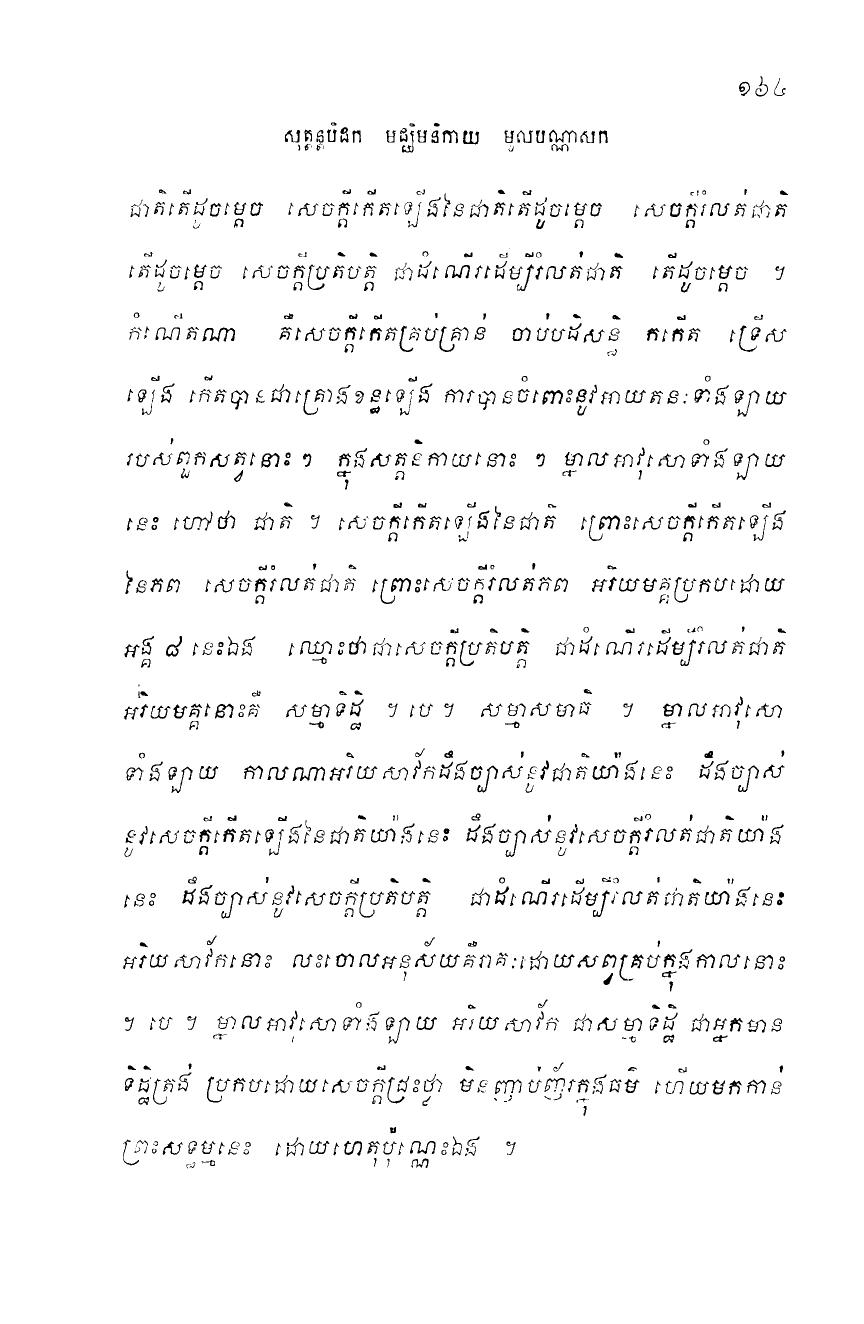 ១៦៤
សុត្តន្តបិដក មជ្ឈិមនិកាយ មូលបណ្ណាសក
ជាតិតើដូចម្តេច សេចក្តីកើតឡើងនៃជាតិតើដូចម្តេច សេចក្តីរំលត់ជាតិ
តើដូចម្តេច សេចក្តីប្រតិបត្តិ ជាដំណើរដើម្បីរំលត់ជាតិ តើដូចម្តេច ។
កំណើតណា គឺសេចក្តីកើតគ្រប់គ្រាន់ ចាប់បដិសន្ធិ កកើត ទ្រើស
ឡើង កើតបានជាគ្រោងខន្ធឡើង ការបានចំពោះនូវអាយតនៈទាំងឡាយ
របស់ពួកសត្វនោះៗ ក្នុងសត្តនិកាយនោះ ៗ ម្នាលអាវុសោទាំងឡាយ
នេះ ហៅថា ជាតិ ។ សេចក្តីកើតឡើងនៃជាតិ ព្រោះសេចក្តីកើតឡើង
នៃភព សេចក្តីរំលត់ជាតិ ព្រោះសេចក្តីរំលត់ភព អរិយមគ្គប្រកបដោយ
អង្គ ៨ នេះឯង ឈ្មោះថាជាសេចក្តីប្រតិបត្តិ ជាដំណើរដើម្បីរំលត់ជាតិ
អរិយមគ្គនោះគឺ សម្មាទិដ្ឋិ ។ បេ ។ សម្មាសមាធិ ។ ម្នាលអាវុសោ
ទាំងឡាយ កាលណាអរិយសាវ័កដឹងច្បាស់នូវជាតិយ៉ាងនេះ ដឹងច្បាស់
នូវសេចក្តីកើតឡើងនៃជាតិយ៉ាងនេះ ដឹងច្បាស់នូវសេចក្តីរំលត់ជាតិយ៉ាង
នេះ ដឹងច្បាស់នូវសេចក្តីប្រតិបត្តិ ជាដំណើរដើម្បីរំលត់ជាតិយ៉ាងនេះ
អរិយសាវ័កនោះ លះចោលអនុស័យគឺរាគៈដោយសព្វគ្រប់ក្នុងកាលនោះ
។ បេ ។ ម្នាលអាវុសោទាំងឡាយ អរិយសាវ័ក ជាសម្មាទិដ្ឋិ ជាអ្នកមាន
ទិដ្ឋិត្រង់ ប្រកបដោយសេចក្តីជ្រះថ្លា មិនញាប់ញ័រក្នុងធម៌ ហើយមកកាន់
ព្រះសទ្ធម្មនេះ ដោយហេតុប៉ុណ្ណេះឯង ។